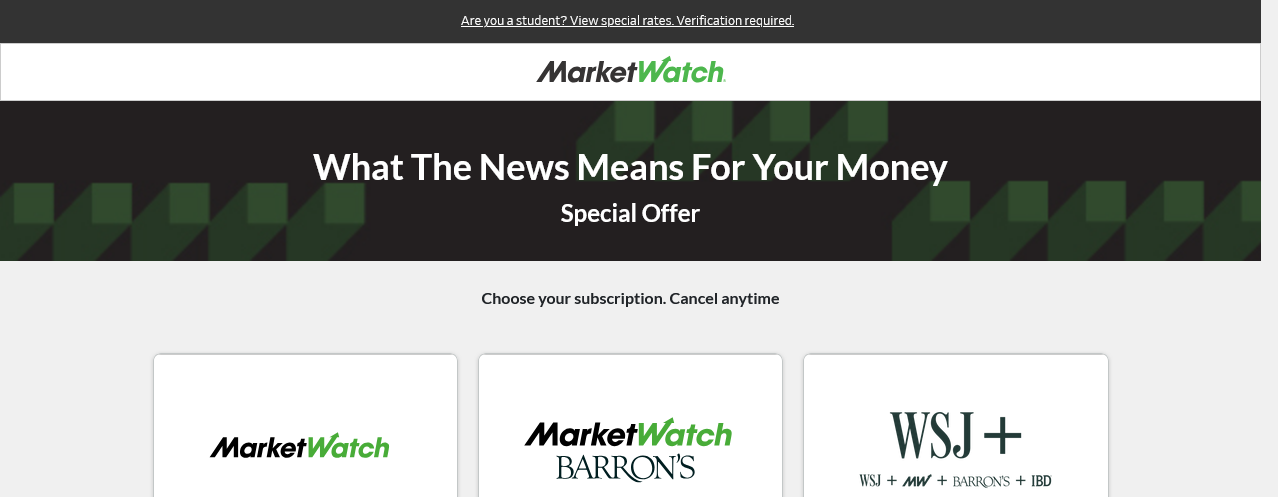 Are you a student? View special rates. Verification required.
MarketWatch
What The News Means For Your Money
Special Offer
Choose your subscription. Cancel anytime
MarketWatch
MarketWatch
BARRON'S
WSJ+
WSJ + MW + BARRON'S + IBD